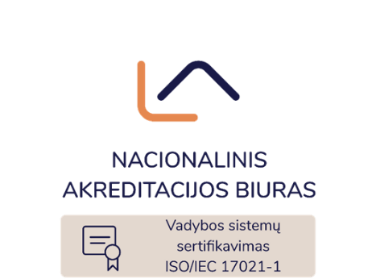 NACIONALINIS
AKREDITACIJOS BIURAS
Vadybos sistemų
sertifikavimas
ISO/IEC 17021-1